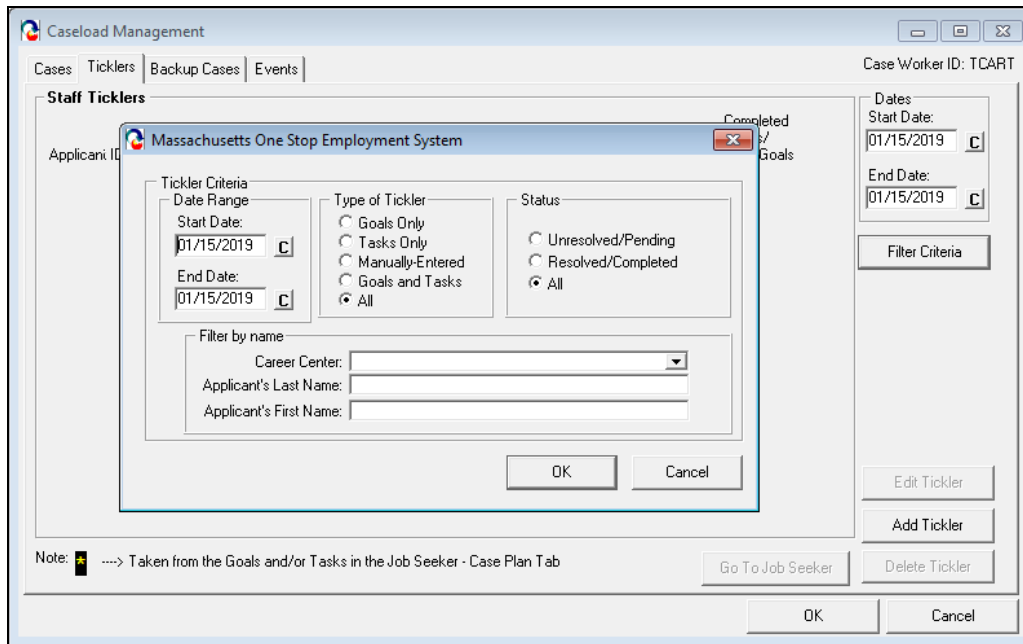 Caseload Management
Cases Ticklers Backup Cases Events
Case Worker ID: TCART
Staff Ticklers
Applicant ID
Completed
s/
Goals
Dates
Start Date:
01/15/2019 C
End Date:
01/15/2019 C
Filter Criteria
Massachusetts One Stop Employment System
Tickler Criteria
Date Range
Start Date:
01/15/2019 C
End Date:
01/15/2019 C
Type of Tickler
Goals Only
Tasks Only
Manually-Entered
Goals and Tasks
All
Status
Unresolved/Pending
Resolved/Completed
All
Filter by name
Career Center:
Applicant's Last Name:
Applicant's First Name:
OK Cancel
Edit Tickler
Add Tickler
Delete Tickler
Note: * ----> Taken from the Goals and/or Tasks in the Job Seeker - Case Plan Tab
Go To Job Seeker
OK Cancel